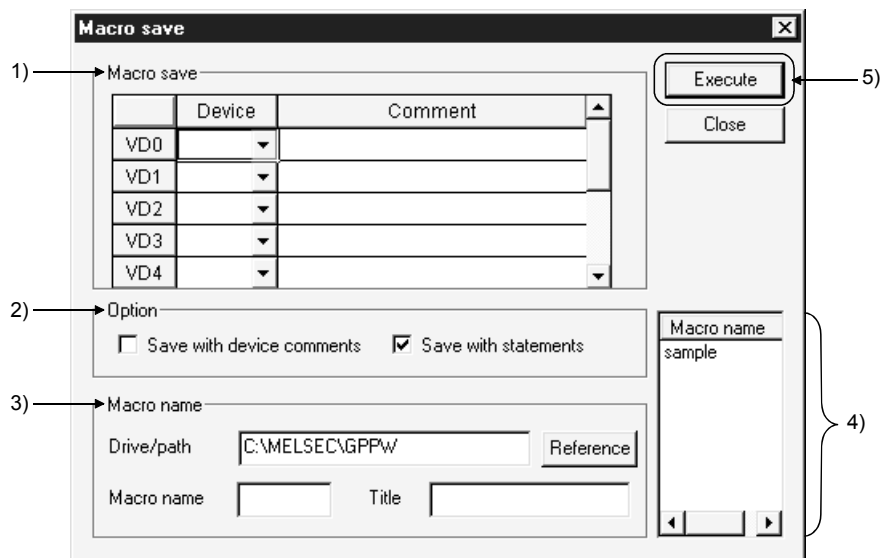 Macro save
1)
Macro save
Device Comment
VD0
VD1
VD2
VD3
VD4
Execute
5)
Close
2)
Option
Save with device comments
Save with statements
3)
Macro name
Drive/path C:\MELSEC\GPPW Reference
Macro name Title
Macro name
sample
4)